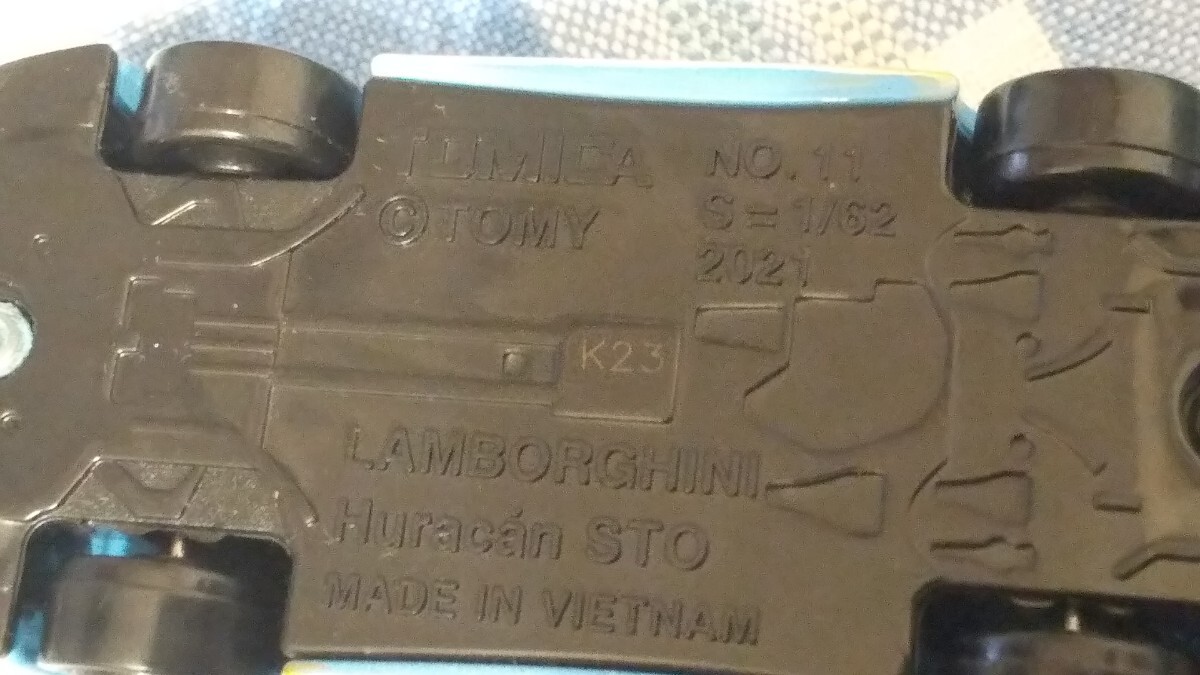 TOMICA
©TOMY
NO. 11
S = 1/62
2021
K23
LAMBORGHINI
Huracán STO
MADE IN VIETNAM